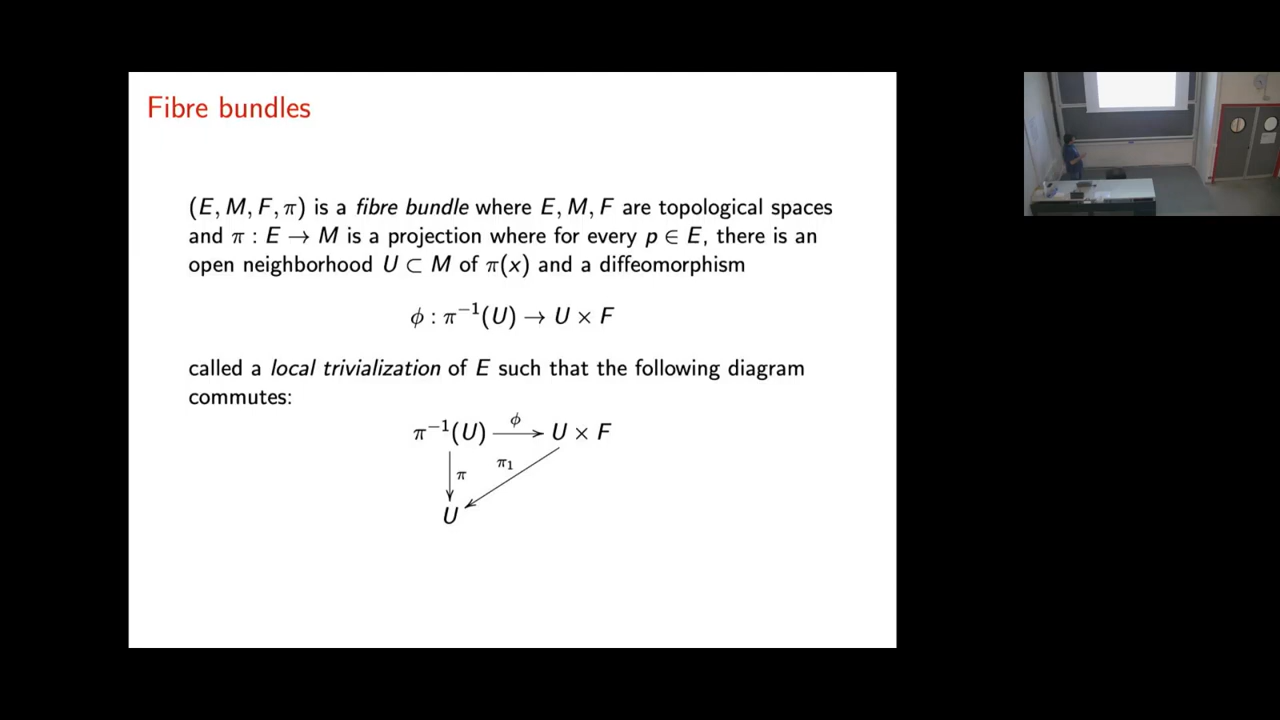 Fibre bundles
(E, M, F, π) is a fibre bundle where E, M, F are topological spaces
and π : E → M is a projection where for every p ∈ E, there is an
open neighborhood U ⊂ M of π(x) and a diffeomorphism
ϕ : π⁻¹(U) → U × F
called a local trivialization of E such that the following diagram
commutes:
ϕ
π⁻¹(U) → U × F
π₁
π
U